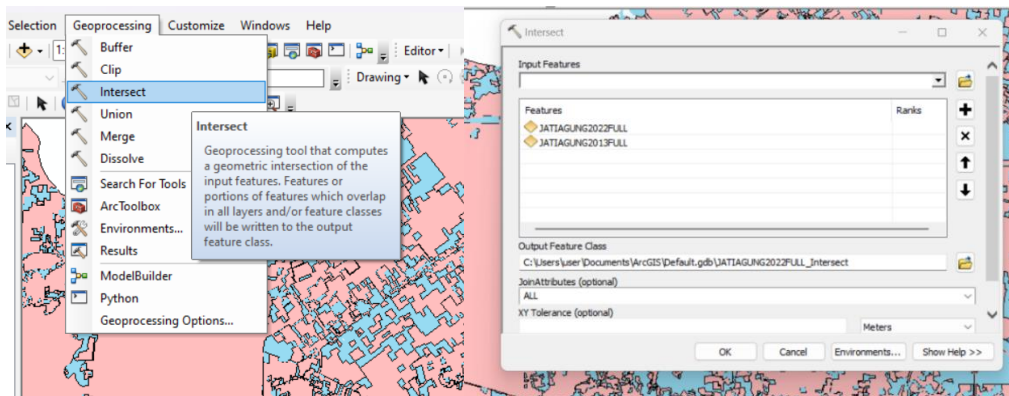 Selection Geoprocessing Customize Windows Help
Buffer
Editor
Clip
Drawing
Intersect
Union
Merge
Dissolve
Search For Tools
ArcToolbox
Environments...
Results
ModelBuilder
Python
Geoprocessing Options...
Intersect
Geoprocessing tool that computes
a geometric intersection of the
input features. Features or
portions of features which overlap
in all layers and/or feature classes
will be written to the output
feature class.
Intersect
Input Features
Features Ranks
JATIAGUNG2022FULL
JATIAGUNG2013FULL
Output Feature Class
C:\Users\user\Documents\ArcGIS\Default.gdb\JATIAGUNG2022FULL_Intersect
JoinAttributes (optional)
ALL
XY Tolerance (optional)
Meters
OK Cancel Environments... Show Help >>